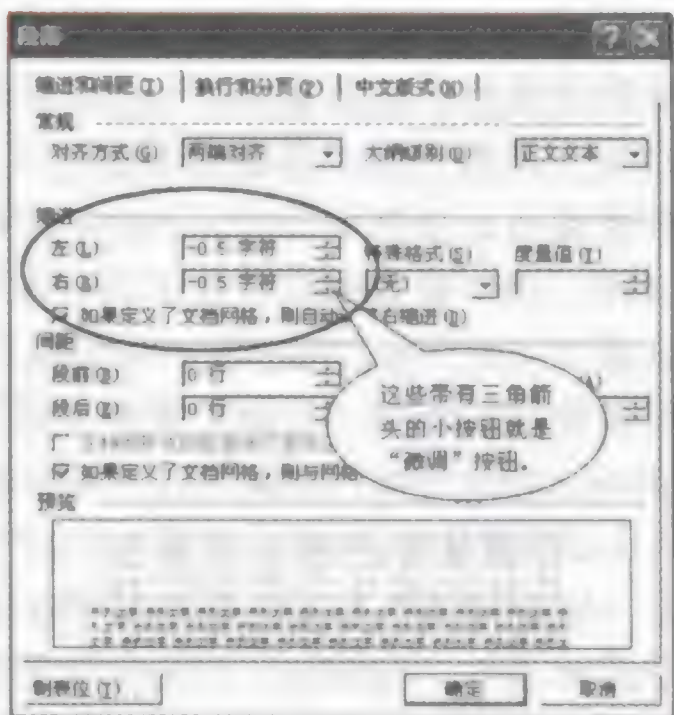 段落
缩进和间距(I) 换行和分页(P) 中文版式(H)
常规
对齐方式(G) 两端对齐 大纲级别(O) 正文文本
缩进
左(L) -0.5 字符 特殊格式(S) 度量值(Y)
右(R) -0.5 字符 (无)
如果定义了文档网格，则自动 右缩进(D)
间距
段前(B) 0 行
段后(E) 0 行
这些带有三角箭
头的小按钮就是
“微调”按钮.
如果定义了文档网格，则与网格
预览
制表位(T) 确定 取消